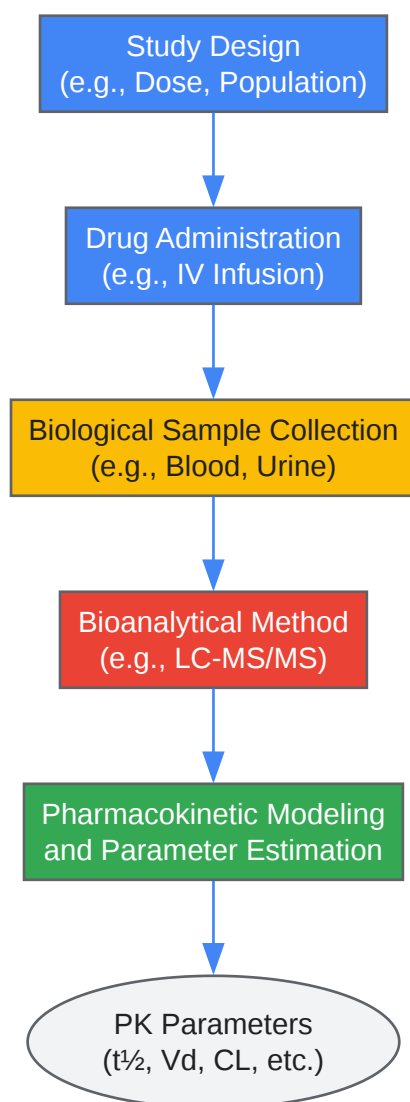 Study Design
(e.g., Dose, Population)
Drug Administration
(e.g., IV Infusion)
Biological Sample Collection
(e.g., Blood, Urine)
Bioanalytical Method
(e.g., LC-MS/MS)
Pharmacokinetic Modeling
and Parameter Estimation
PK Parameters
(t½, Vd, CL, etc.)